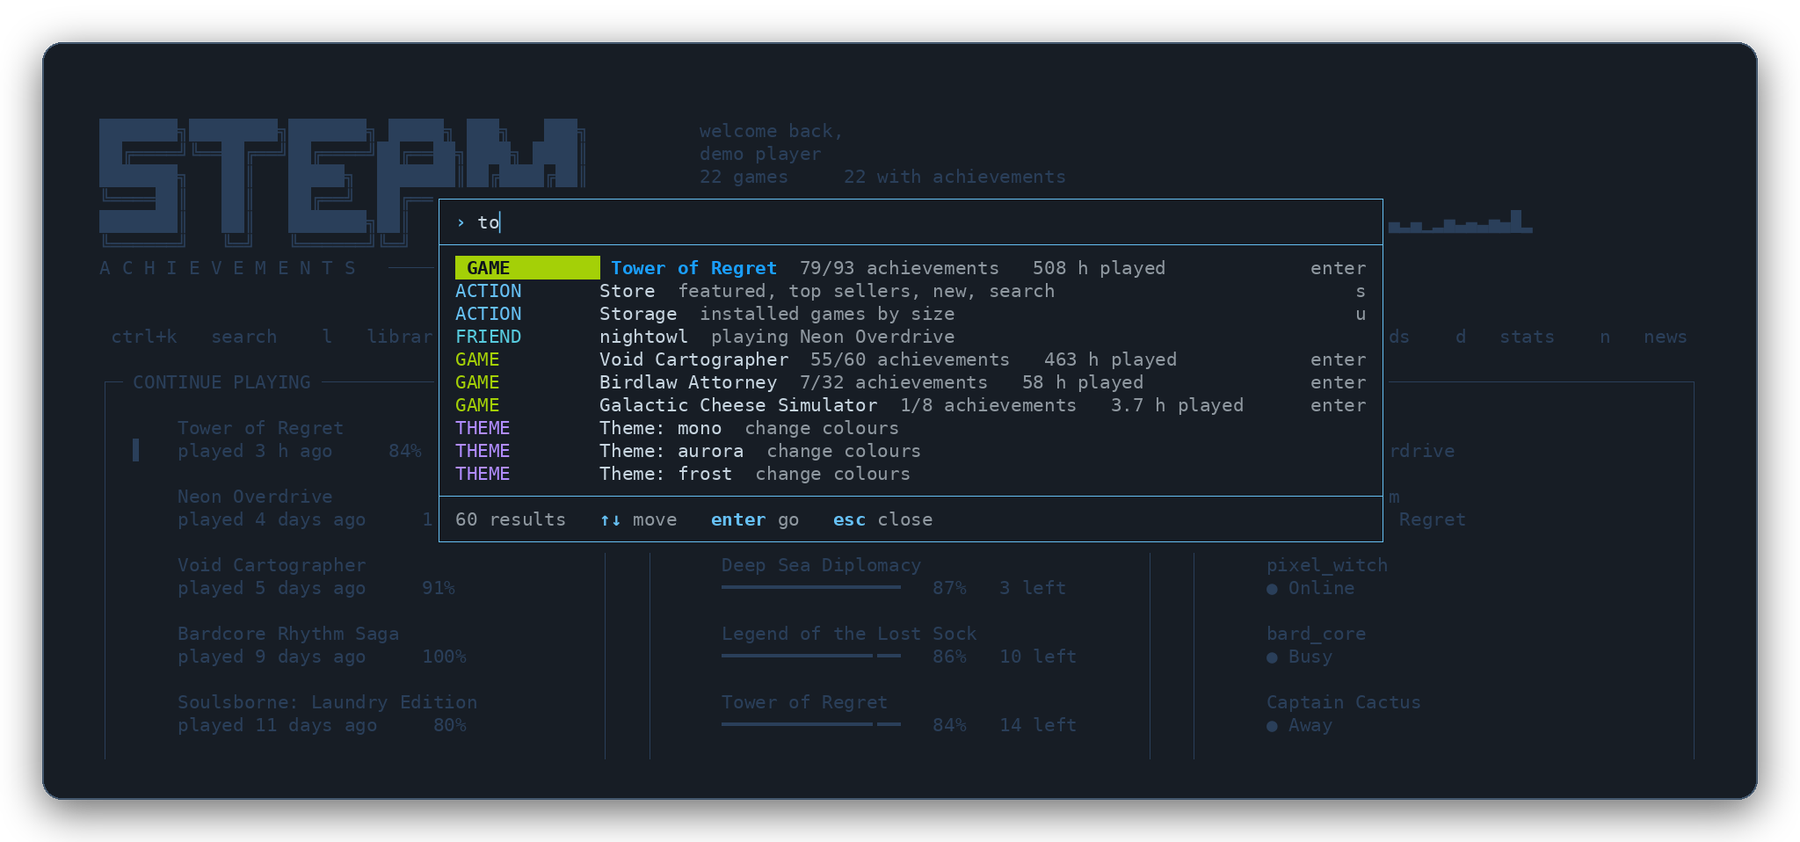 STEPM
welcome back,
demo player
22 games 22 with achievements
ACHIEVEMENTS
› to
GAME Tower of Regret 79/93 achievements 508 h played enter
ACTION Store featured, top sellers, new, search s
ACTION Storage installed games by size u
FRIEND nightowl playing Neon Overdrive
GAME Void Cartographer 55/60 achievements 463 h played enter
GAME Birdlaw Attorney 7/32 achievements 58 h played enter
GAME Galactic Cheese Simulator 1/8 achievements 3.7 h played enter
THEME Theme: mono change colours
THEME Theme: aurora change colours
THEME Theme: frost change colours
60 results ↑↓ move enter go esc close
ctrl+k search l librar
ds d stats n news
CONTINUE PLAYING
Tower of Regret
played 3 h ago 84%
Neon Overdrive
played 4 days ago 1
Void Cartographer
played 5 days ago 91%
Bardcore Rhythm Saga
played 9 days ago 100%
Soulsborne: Laundry Edition
played 11 days ago 80%
Deep Sea Diplomacy
87% 3 left
Legend of the Lost Sock
86% 10 left
Tower of Regret
84% 14 left
rdrive
m
Regret
pixel_witch
● Online
bard_core
● Busy
Captain Cactus
● Away